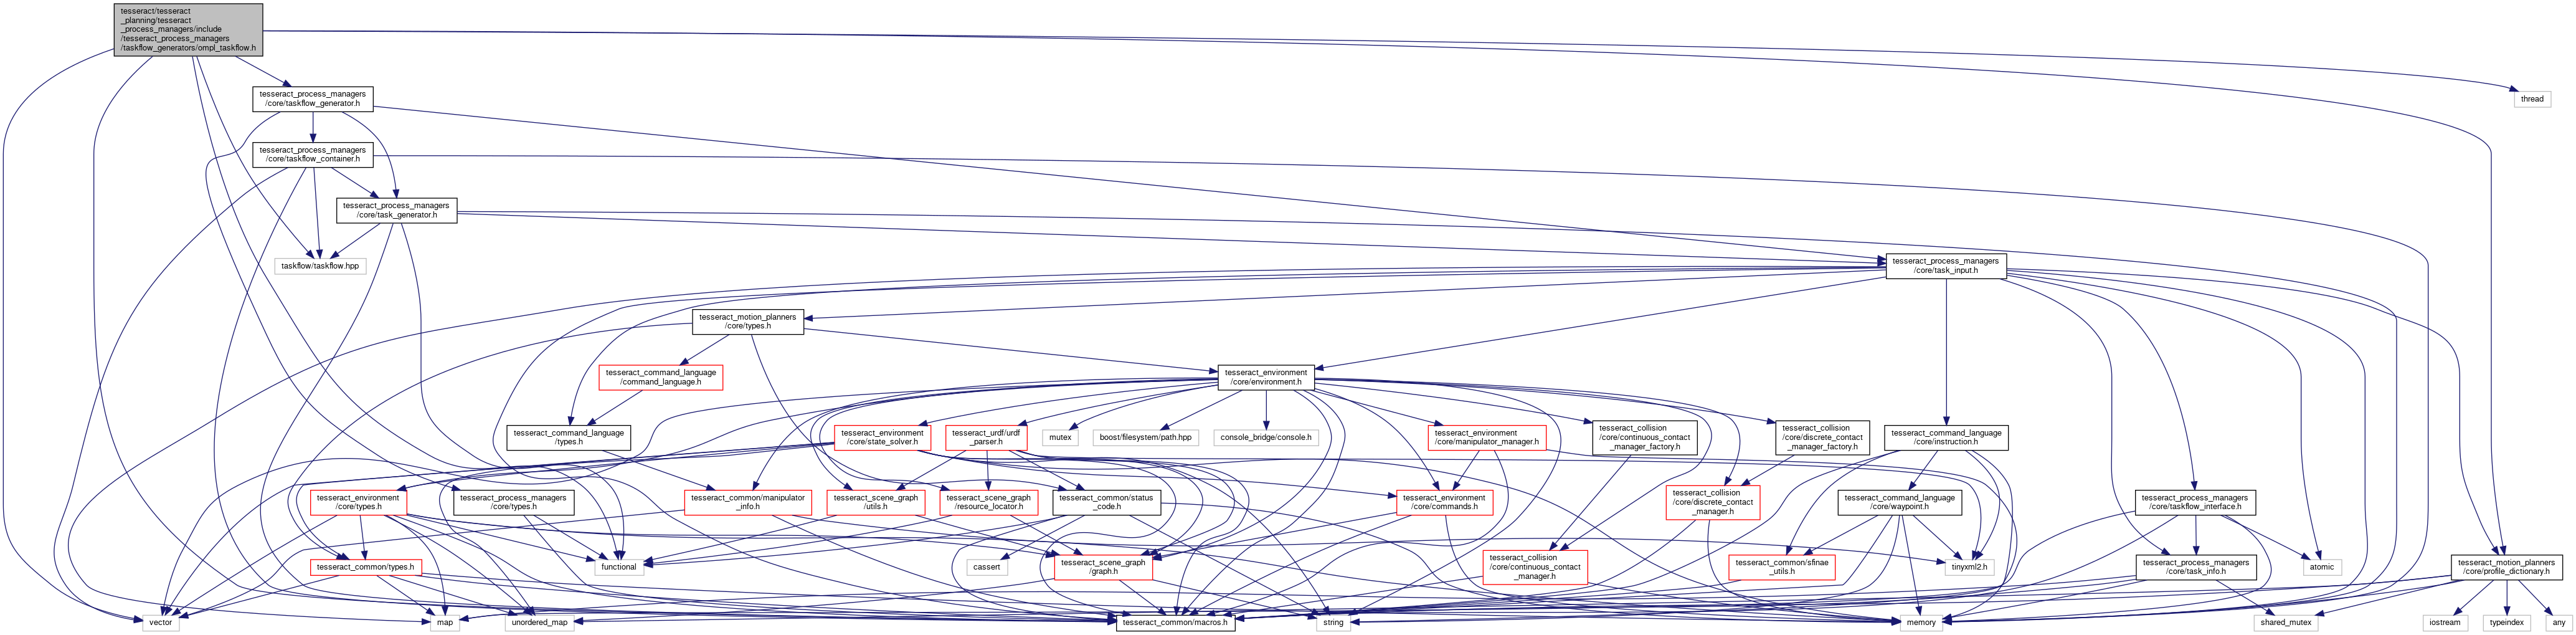 tesseract/tesseract
_planning/tesseract
_process_managers/include
/tesseract_process_managers
/taskflow_generators/ompl_taskflow.h
tesseract_process_managers
/core/taskflow_generator.h
thread
tesseract_process_managers
/core/taskflow_container.h
tesseract_process_managers
/core/task_generator.h
taskflow/taskflow.hpp
tesseract_process_managers
/core/task_input.h
tesseract_motion_planners
/core/types.h
tesseract_command_language
/command_language.h
tesseract_environment
/core/environment.h
tesseract_command_language
/types.h
tesseract_environment
/core/state_solver.h
tesseract_urdf/urdf
_parser.h
mutex
boost/filesystem/path.hpp
console_bridge/console.h
tesseract_environment
/core/manipulator_manager.h
tesseract_collision
/core/continuous_contact
_manager_factory.h
tesseract_collision
/core/discrete_contact
_manager_factory.h
tesseract_command_language
/core/instruction.h
tesseract_environment
/core/types.h
tesseract_process_managers
/core/types.h
tesseract_common/manipulator
_info.h
tesseract_scene_graph
/utils.h
tesseract_scene_graph
/resource_locator.h
tesseract_common/status
_code.h
tesseract_environment
/core/commands.h
tesseract_collision
/core/discrete_contact
_manager.h
tesseract_command_language
/core/waypoint.h
tesseract_process_managers
/core/taskflow_interface.h
tesseract_common/types.h
functional
cassert
tesseract_scene_graph
/graph.h
tesseract_collision
/core/continuous_contact
_manager.h
tesseract_common/sfinae
_utils.h
tinyxml2.h
tesseract_process_managers
/core/task_info.h
atomic
tesseract_motion_planners
/core/profile_dictionary.h
vector
map
unordered_map
tesseract_common/macros.h
string
memory
shared_mutex
iostream
typeindex
any